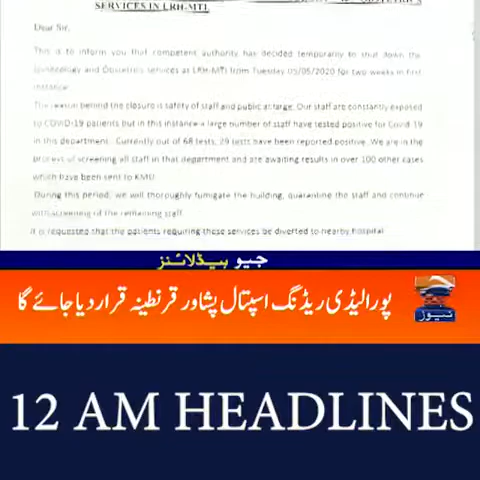 SERVICES IN LRH-MTI.
Dear Sir,
This is to inform you that competent authority has decided temporarily to shut down the
Gynaecology and Obstetrics services at LRH-MTI from Tuesday 05/05/2020 for two weeks in first
instance.
The reason behind the closure is safety of staff and public at large. Our staff are constantly exposed
to COVID-19 patients but in this instance a large number of staff have tested positive for Covid-19
in this department. Currently out of 68 tests, 29 tests have been reported positive. We are in the
process of screening all staff in that department and are awaiting results in over 100 other cases
which have been sent to KMU.
During this period, we will thoroughly fumigate the building, quarantine the staff and continue
with screening of the remaining staff.
It is requested that the patients requiring those services be diverted to nearby hospital
جیو ہیڈلائنز
پورا لیڈی ریڈنگ اسپتال پشاور قرنطینہ قرار دیا جائے گا
نیوز
12 AM HEADLINES